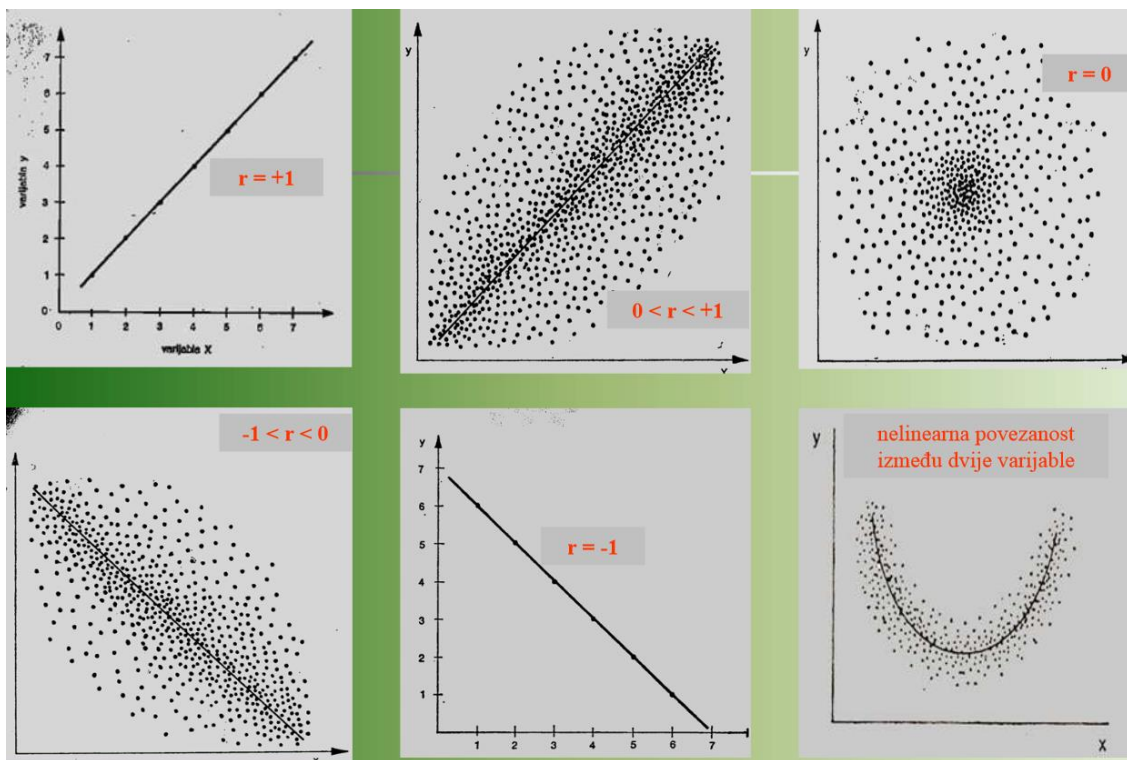 7
6
5
4
3
2
1
0
0 1 2 3 4 5 6 7
variable y
variable X
r = +1
y
0 < r < +1
y
r = 0
-1 < r < 0
y
7
6
5
4
3
2
1
1 2 3 4 5 6 7
r = -1
nelinearna povezanost
između dvije varijable
y
X